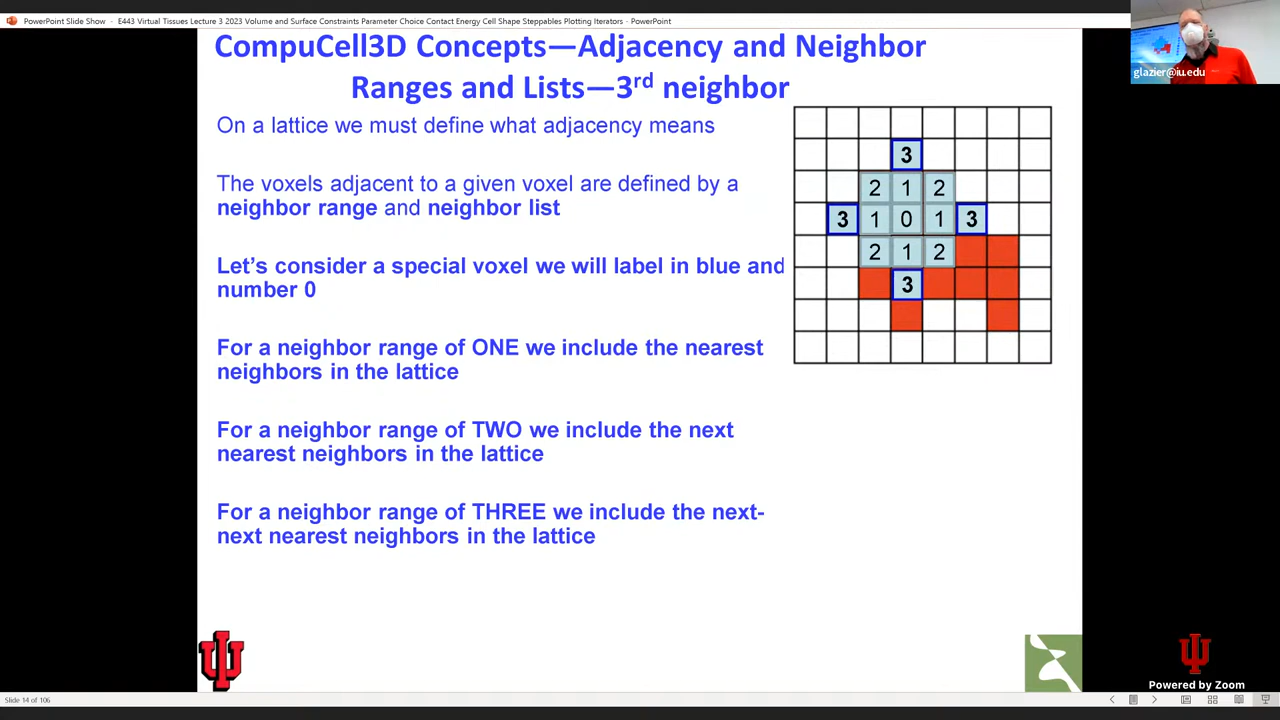 PowerPoint Slide Show - E443 Virtual Tissues Lecture 3 2023 Volume and Surface Constraints Parameter Choice Contact Energy Cell Shape Steppables Plotting Iterators - PowerPoint
glazier@iu.edu
CompuCell3D Concepts—Adjacency and Neighbor
Ranges and Lists—3rd neighbor
On a lattice we must define what adjacency means
The voxels adjacent to a given voxel are defined by a
neighbor range and neighbor list
Let's consider a special voxel we will label in blue and
number 0
For a neighbor range of ONE we include the nearest
neighbors in the lattice
For a neighbor range of TWO we include the next
nearest neighbors in the lattice
For a neighbor range of THREE we include the next-
next nearest neighbors in the lattice
3
2 1 2
3 1 0 1 3
2 1 2
3
Powered by Zoom
Slide 14 of 106